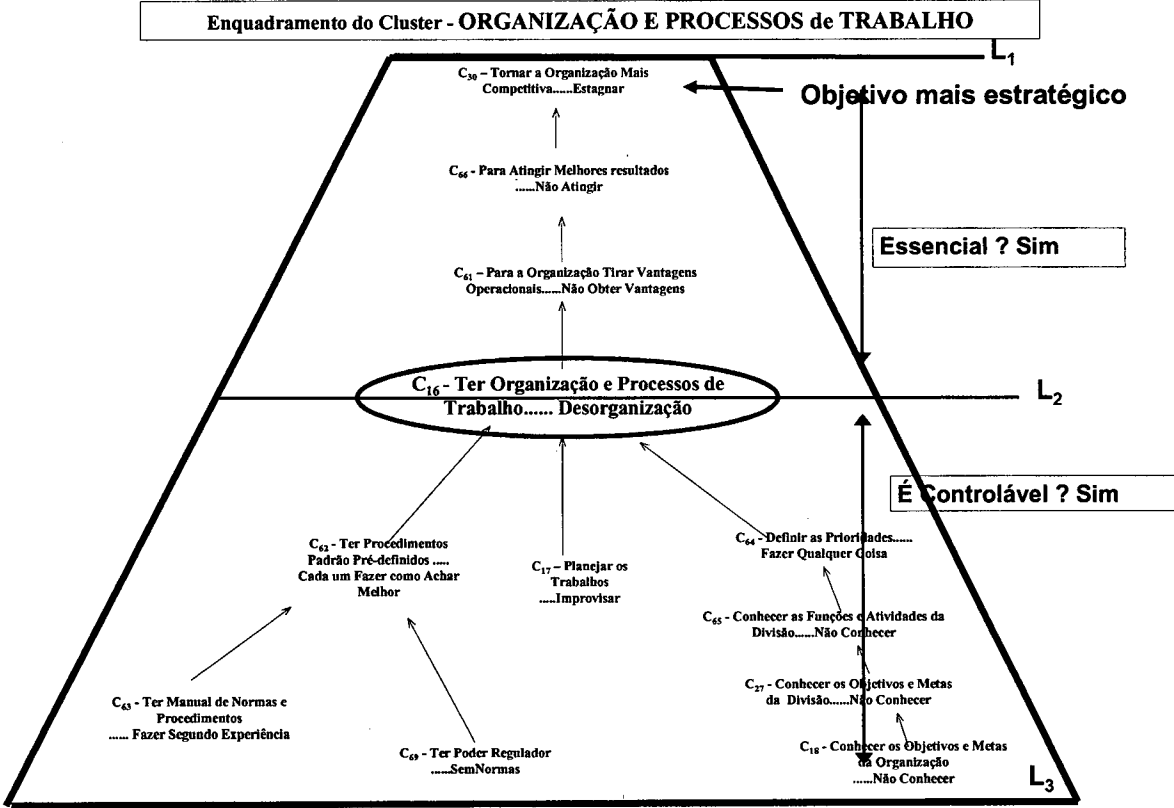 Enquadramento do Cluster - ORGANIZAÇÃO E PROCESSOS de TRABALHO
L1
C30 – Tornar a Organização Mais
Competitiva......Estagnar
Objetivo mais estratégico
C66 - Para Atingir Melhores resultados
......Não Atingir
Essencial ? Sim
C61 – Para a Organização Tirar Vantagens
Operacionais......Não Obter Vantagens
C16 - Ter Organização e Processos de
Trabalho...... Desorganização
L2
É Controlável ? Sim
C62 – Ter Procedimentos
Padrão Pré-definidos .....
Cada um Fazer como Achar
Melhor
C17 – Planejar os
Trabalhos
.....Improvisar
C64 – Definir as Prioridades......
Fazer Qualquer Coisa
C65 - Conhecer as Funções e Atividades da
Divisão......Não Conhecer
C27 - Conhecer os Objetivos e Metas
da Divisão......Não Conhecer
C63 - Ter Manual de Normas e
Procedimentos
...... Fazer Segundo Experiência
C69 - Ter Poder Regulador
......SemNormas
C18 - Conhecer os Objetivos e Metas
da Organização
......Não Conhecer
L3